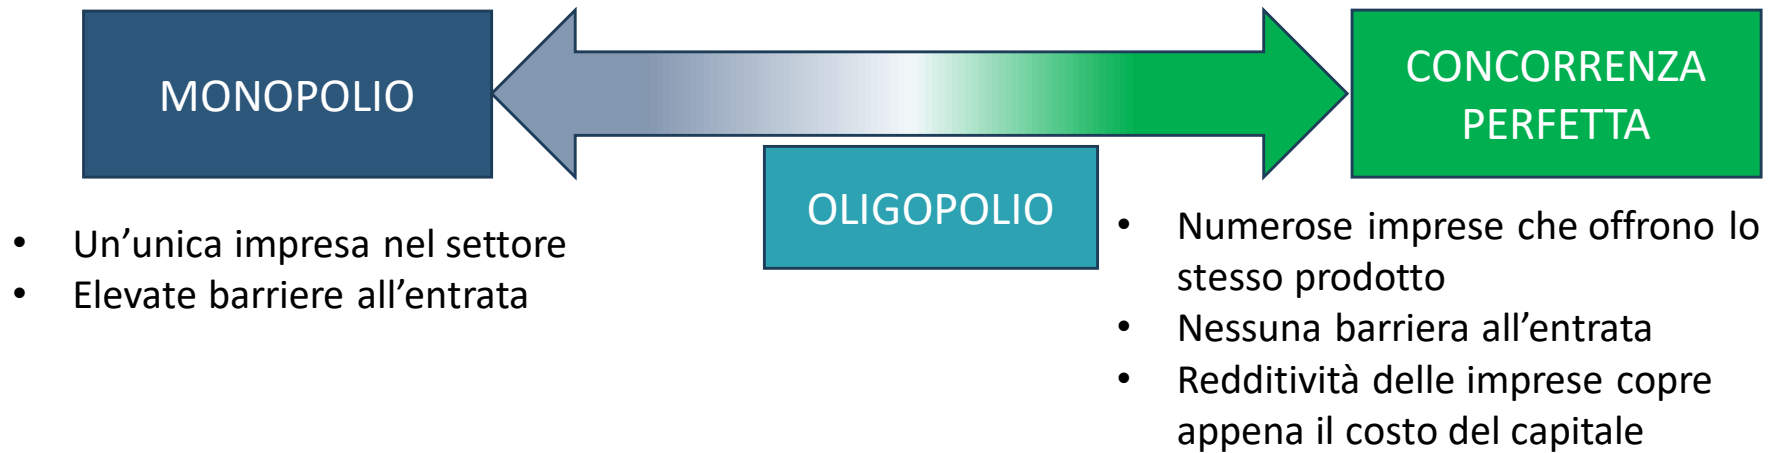 MONOPOLIO
CONCORRENZA
PERFETTA
OLIGOPOLIO
• Un’unica impresa nel settore
• Elevate barriere all’entrata
• Numerose imprese che offrono lo
stesso prodotto
• Nessuna barriera all’entrata
• Redditività delle imprese copre
appena il costo del capitale